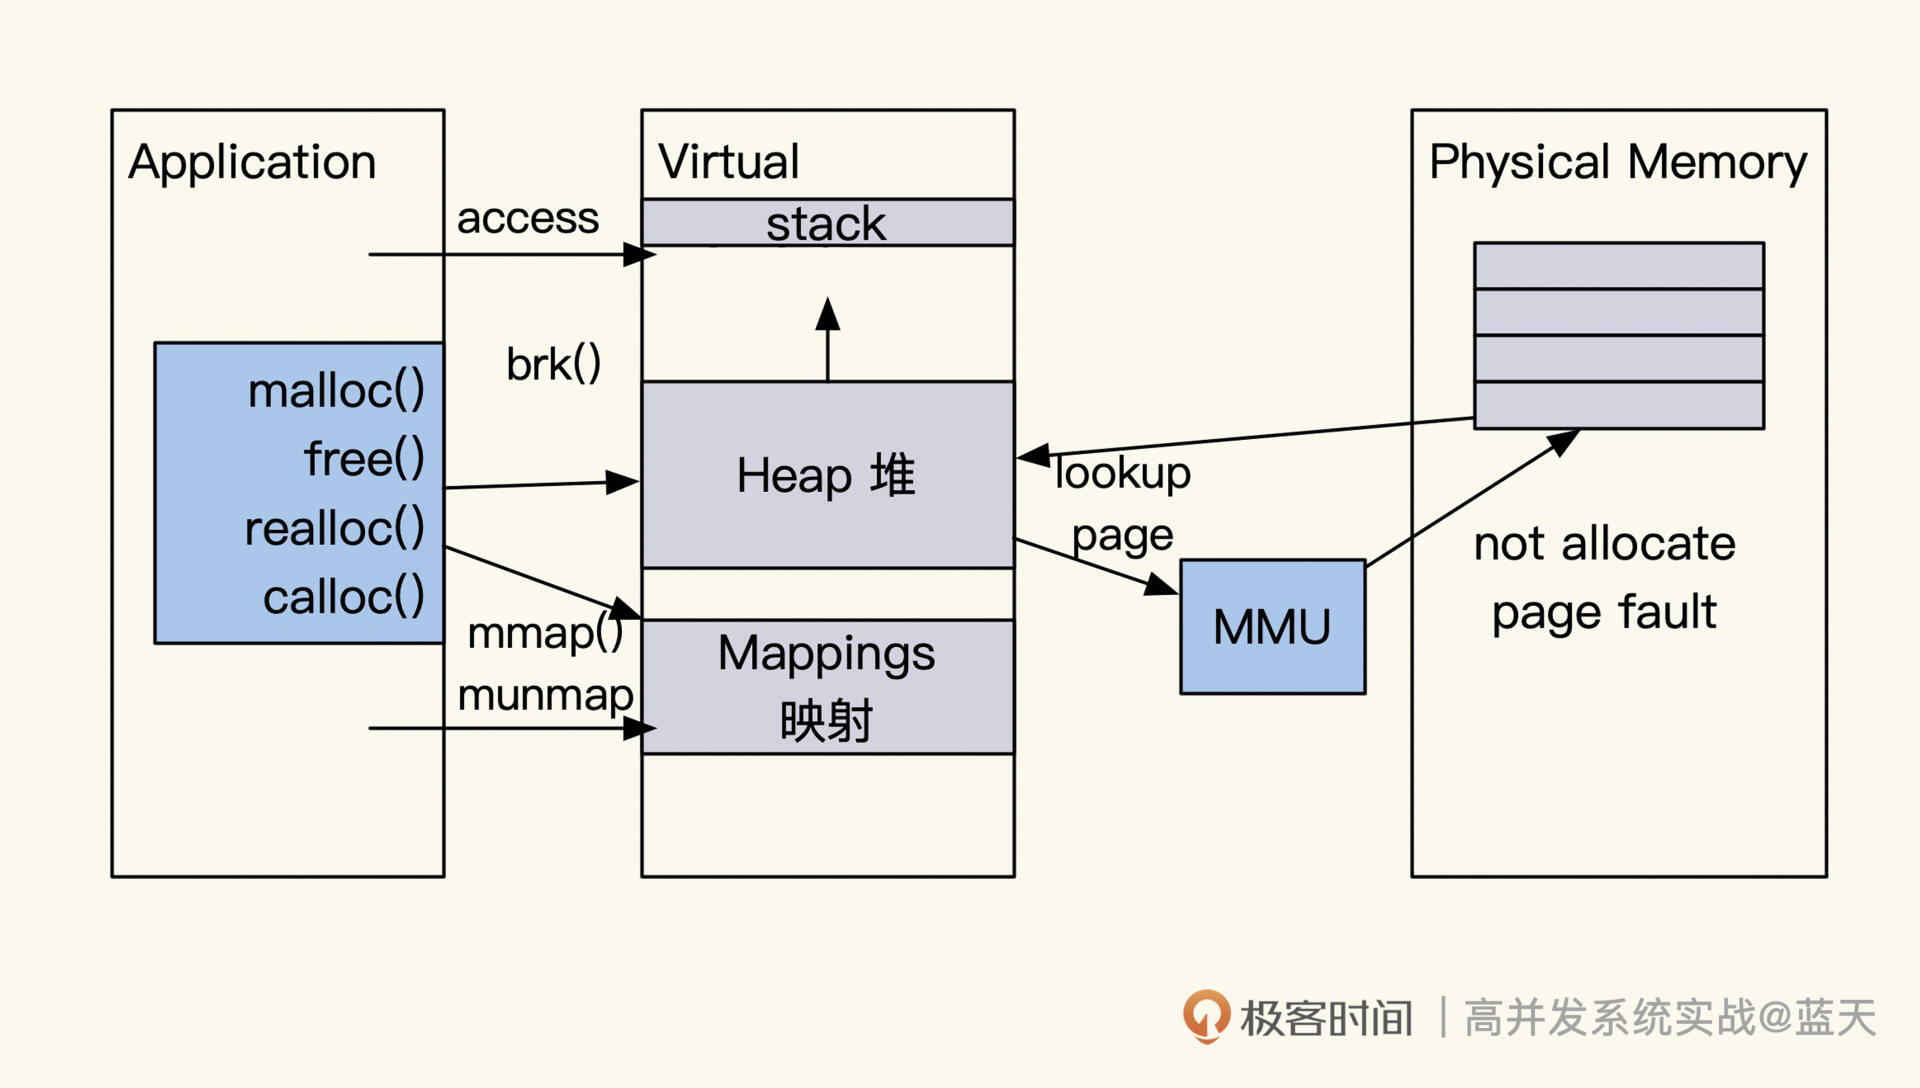 Application
access
malloc()
free()
realloc()
calloc()
brk()
mmap()
munmap
Virtual
stack
Heap 堆
Mappings
映射
lookup
page
MMU
Physical Memory
not allocate
page fault
极客时间 | 高并发系统实战@蓝天